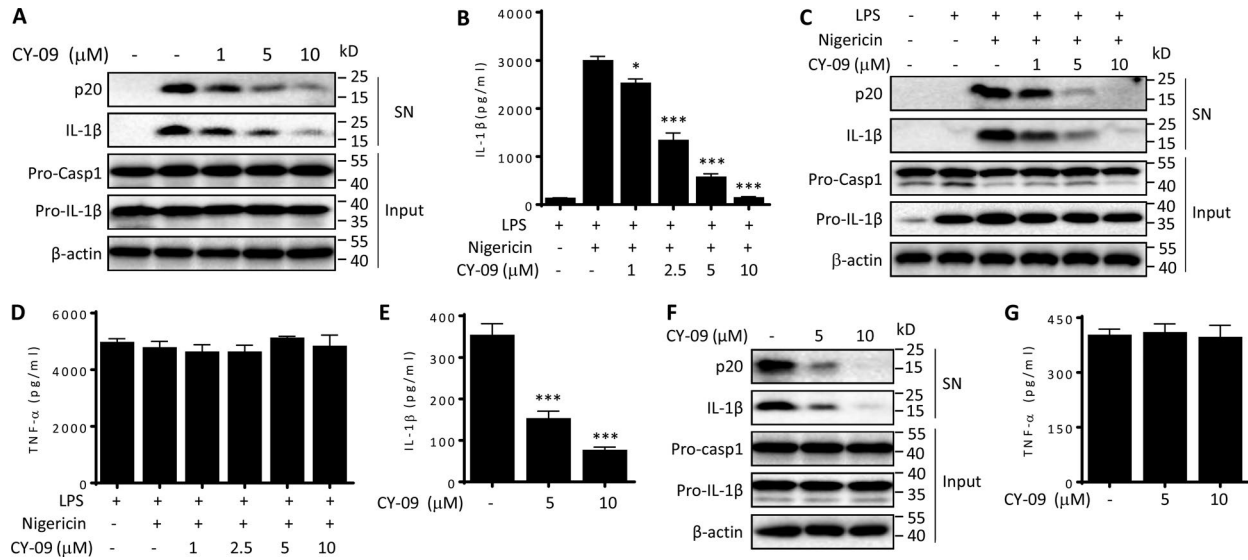 A
CY-09 (μM) - - 1 5 10 kD
p20 25 15
IL-1β 25 15
SN
Pro-Casp1 55 40
Pro-IL-1β 40 35
β-actin 55 40
Input
B
IL-1β(pg/ml)
4000
3000
2000
1000
0
* *** *** ***
LPS + + + + + +
Nigericin - + + + + +
CY-09 (μM) - - 1 2.5 5 10
C
LPS - + + + + +
Nigericin - - + + + +
CY-09 (μM) - - - 1 5 10 kD
p20 25 15
IL-1β 25 15
SN
Pro-Casp1 55 40
Pro-IL-1β 40 35
β-actin 55 40
Input
D
TNF-α (pg/ml)
6000
4000
2000
0
LPS + + + + + +
Nigericin - + + + + +
CY-09 (μM) - - 1 2.5 5 10
E
IL-1β (pg/ml)
400
300
200
100
0
*** ***
CY-09 (μM) - 5 10
F
CY-09 (μM) - 5 10 kD
p20 25 15
IL-1β 25 15
SN
Pro-casp1 55 40
Pro-IL-1β 40 35
β-actin 55 40
Input
G
TNF-α (pg/ml)
450
300
150
0
CY-09 (μM) - 5 10